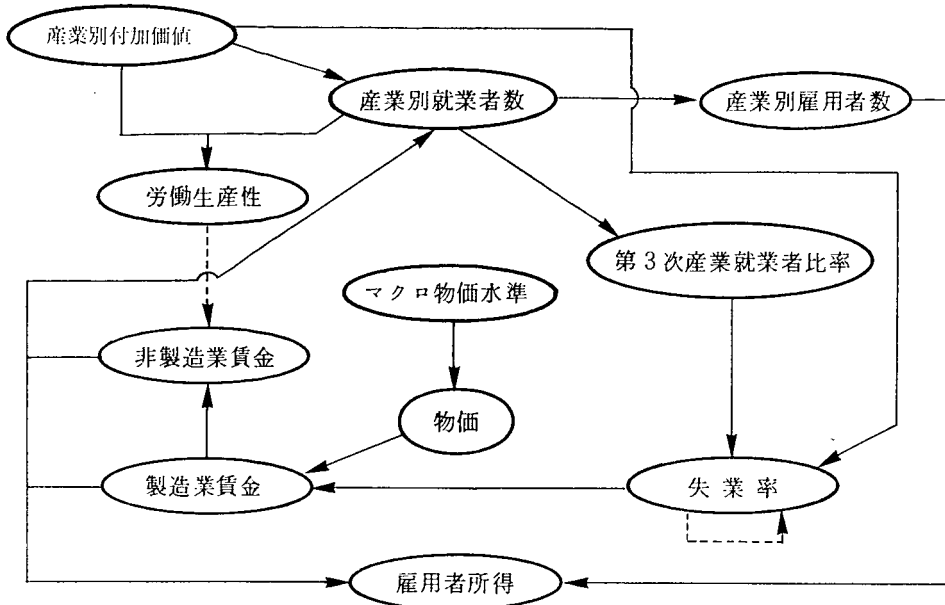 産業別付加価値
産業別就業者数
産業別雇用者数
労働生産性
第3次産業就業者比率
マクロ物価水準
非製造業賃金
物価
製造業賃金
失業率
雇用者所得